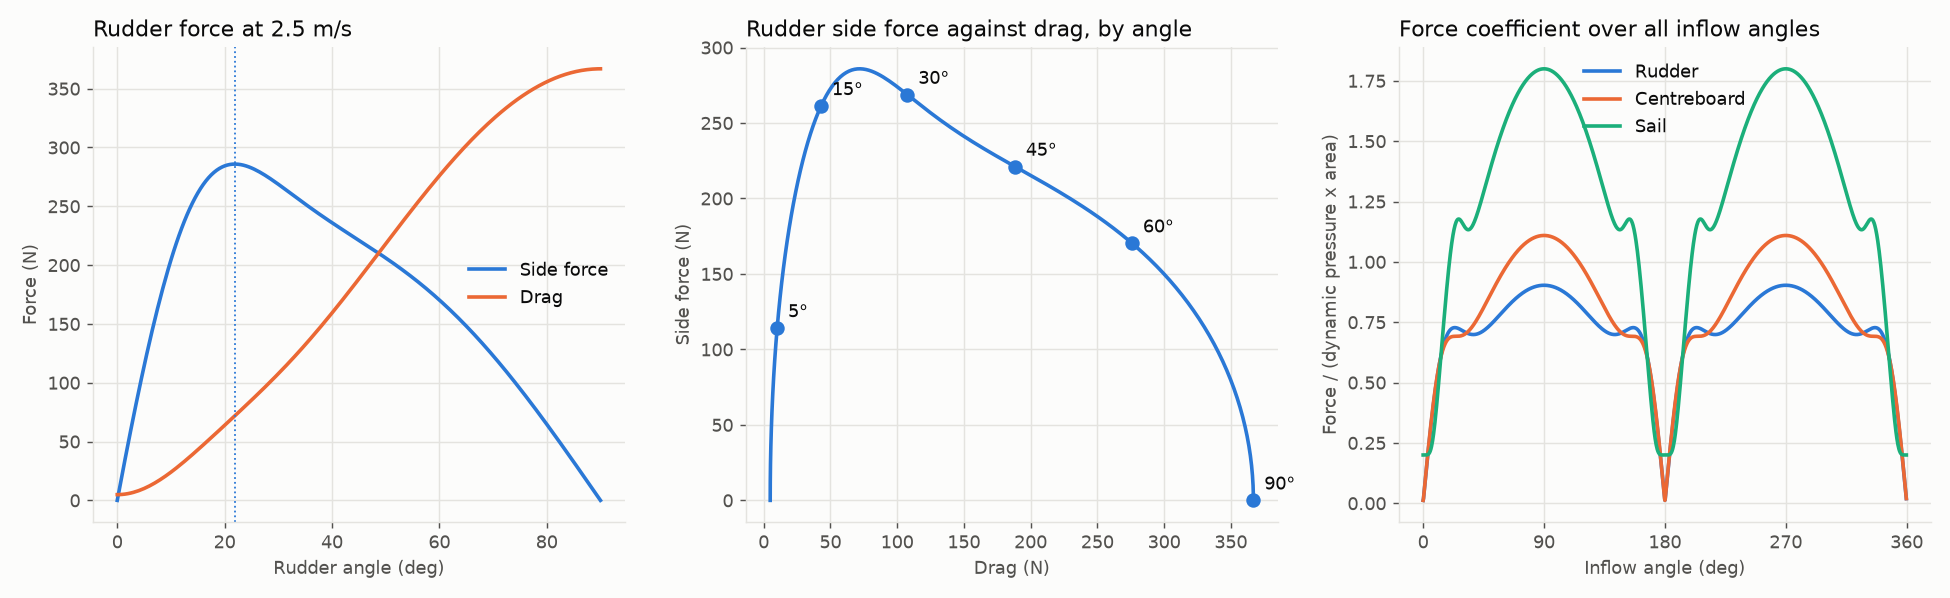 Rudder force at 2.5 m/s
Force (N)
350
300
250
200
150
100
50
0
Side force
Drag
0 20 40 60 80
Rudder angle (deg)
Rudder side force against drag, by angle
Side force (N)
300
250
200
150
100
50
0
5°
15°
30°
45°
60°
90°
0 50 100 150 200 250 300 350
Drag (N)
Force coefficient over all inflow angles
Force / (dynamic pressure x area)
1.75
1.50
1.25
1.00
0.75
0.50
0.25
0.00
Rudder
Centreboard
Sail
0 90 180 270 360
Inflow angle (deg)